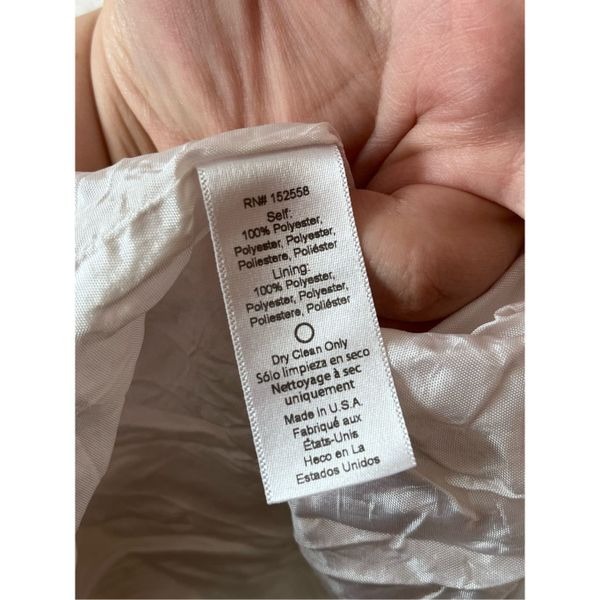 RN# 152558
Self:
100% Polyester,
Polyester, Polyester,
Poliestere, Poliéster
Lining:
100% Polyester,
Polyester, Polyester,
Poliestere, Poliéster
Dry Clean Only
Sólo limpieza en seco
Nettoyage à sec
uniquement
Made in U.S.A.
Fabriqué aux
États-Unis
Heco en La
Estados Unidos